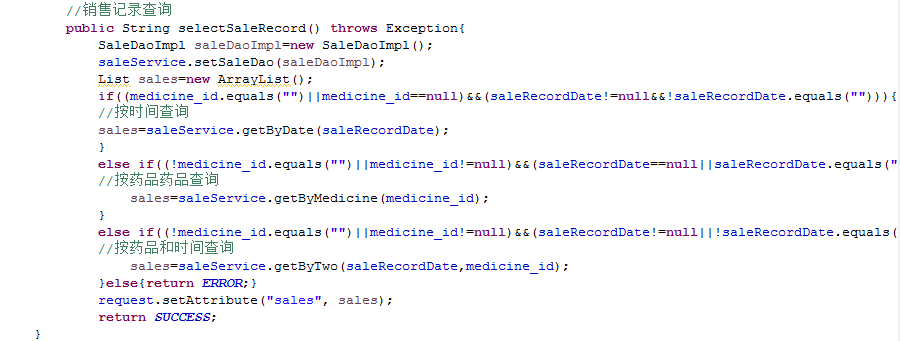 //销售记录查询
public String selectSaleRecord() throws Exception{
SaleDaoImpl saleDaoImpl=new SaleDaoImpl();
saleService.setSaleDao(saleDaoImpl);
List sales=new ArrayList();
if((medicine_id.equals("")||medicine_id==null)&&(saleRecordDate!=null&&!saleRecordDate.equals(""))){
//按时间查询
sales=saleService.getByDate(saleRecordDate);
}
else if((!medicine_id.equals("")||medicine_id!=null)&&(saleRecordDate==null||saleRecordDate.equals("
//按药品药品查询
sales=saleService.getByMedicine(medicine_id);
}
else if((!medicine_id.equals("")||medicine_id!=null)&&(saleRecordDate!=null||!saleRecordDate.equals(
//按药品和时间查询
sales=saleService.getByTwo(saleRecordDate,medicine_id);
}else{return ERROR;}
request.setAttribute("sales", sales);
return SUCCESS;
}